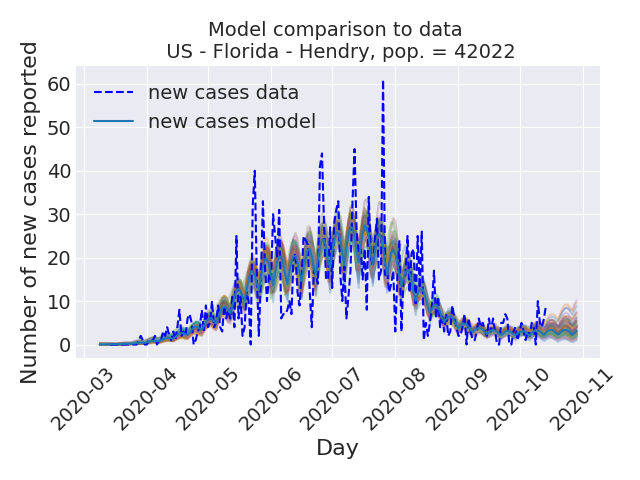 Model comparison to data
US - Florida - Hendry, pop. = 42022
new cases data
new cases model
Number of new cases reported
60
50
40
30
20
10
0
2020-03
2020-04
2020-05
2020-06
2020-07
2020-08
2020-09
2020-10
2020-11
Day